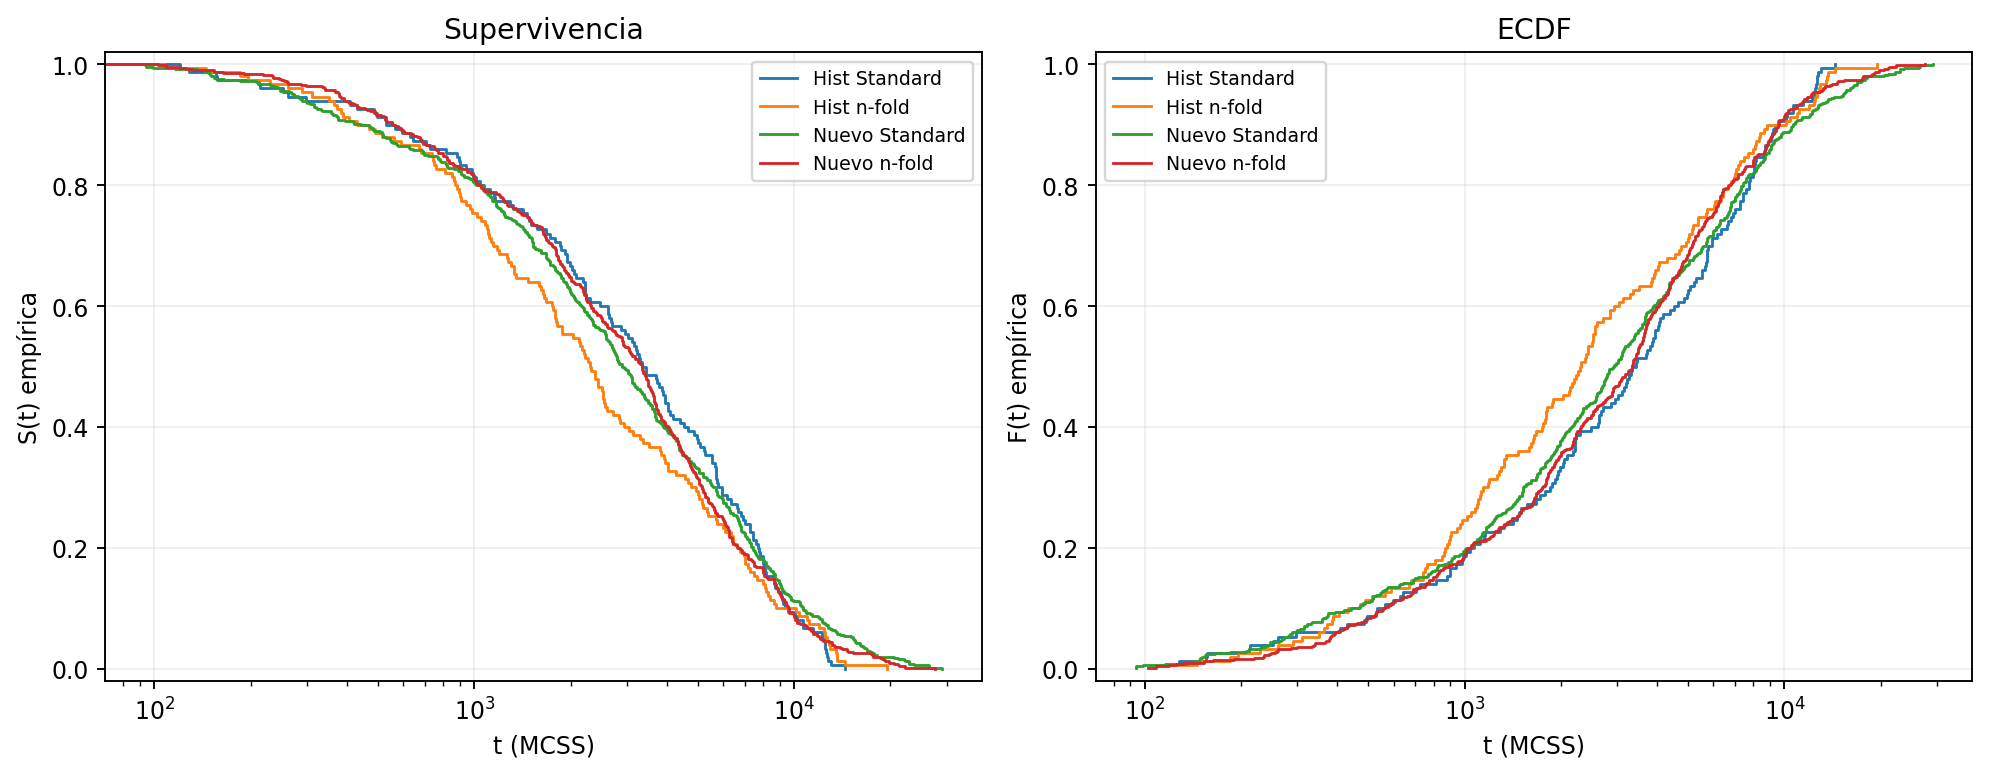 Supervivencia
S(t) empírica
1.0
0.8
0.6
0.4
0.2
0.0
10²
10³
10⁴
t (MCSS)
Hist Standard
Hist n-fold
Nuevo Standard
Nuevo n-fold
ECDF
F(t) empírica
1.0
0.8
0.6
0.4
0.2
0.0
10²
10³
10⁴
t (MCSS)
Hist Standard
Hist n-fold
Nuevo Standard
Nuevo n-fold